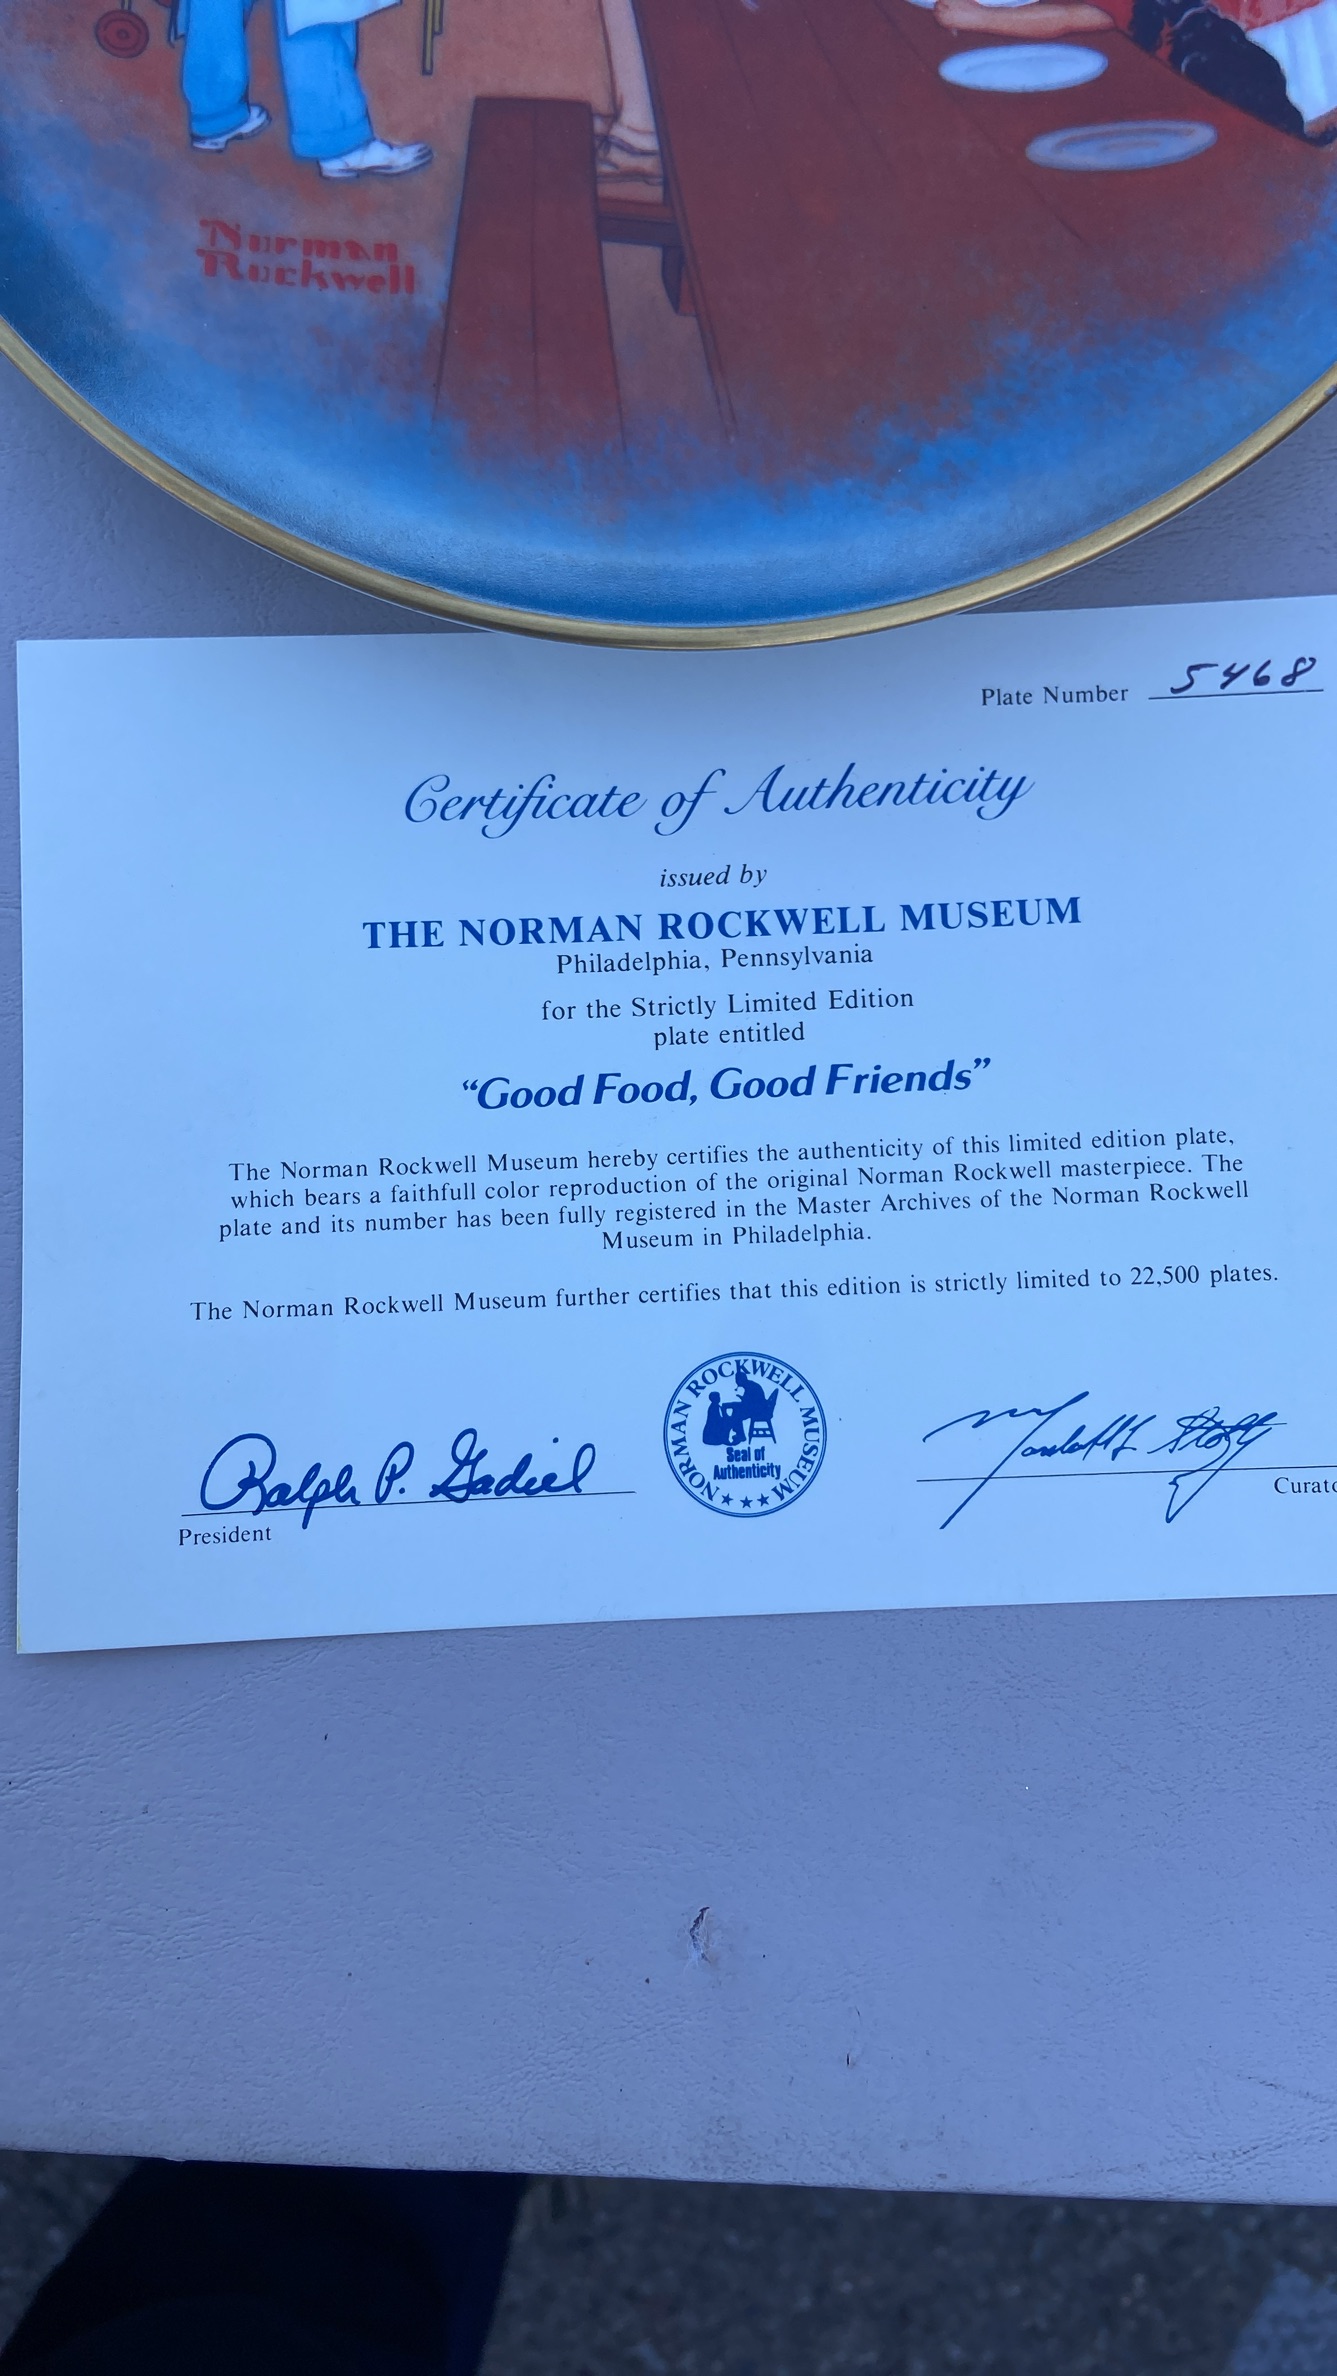 Norman
Rockwell
Plate Number 5468
Certificate of Authenticity
issued by
THE NORMAN ROCKWELL MUSEUM
Philadelphia, Pennsylvania
for the Strictly Limited Edition
plate entitled
“Good Food, Good Friends”
The Norman Rockwell Museum hereby certifies the authenticity of this limited edition plate,
which bears a faithfull color reproduction of the original Norman Rockwell masterpiece. The
plate and its number has been fully registered in the Master Archives of the Norman Rockwell
Museum in Philadelphia.
The Norman Rockwell Museum further certifies that this edition is strictly limited to 22,500 plates.
Ralph P. Gadiel
President
NORMAN ROCKWELL MUSEUM
Seal of
Authenticity
Curato